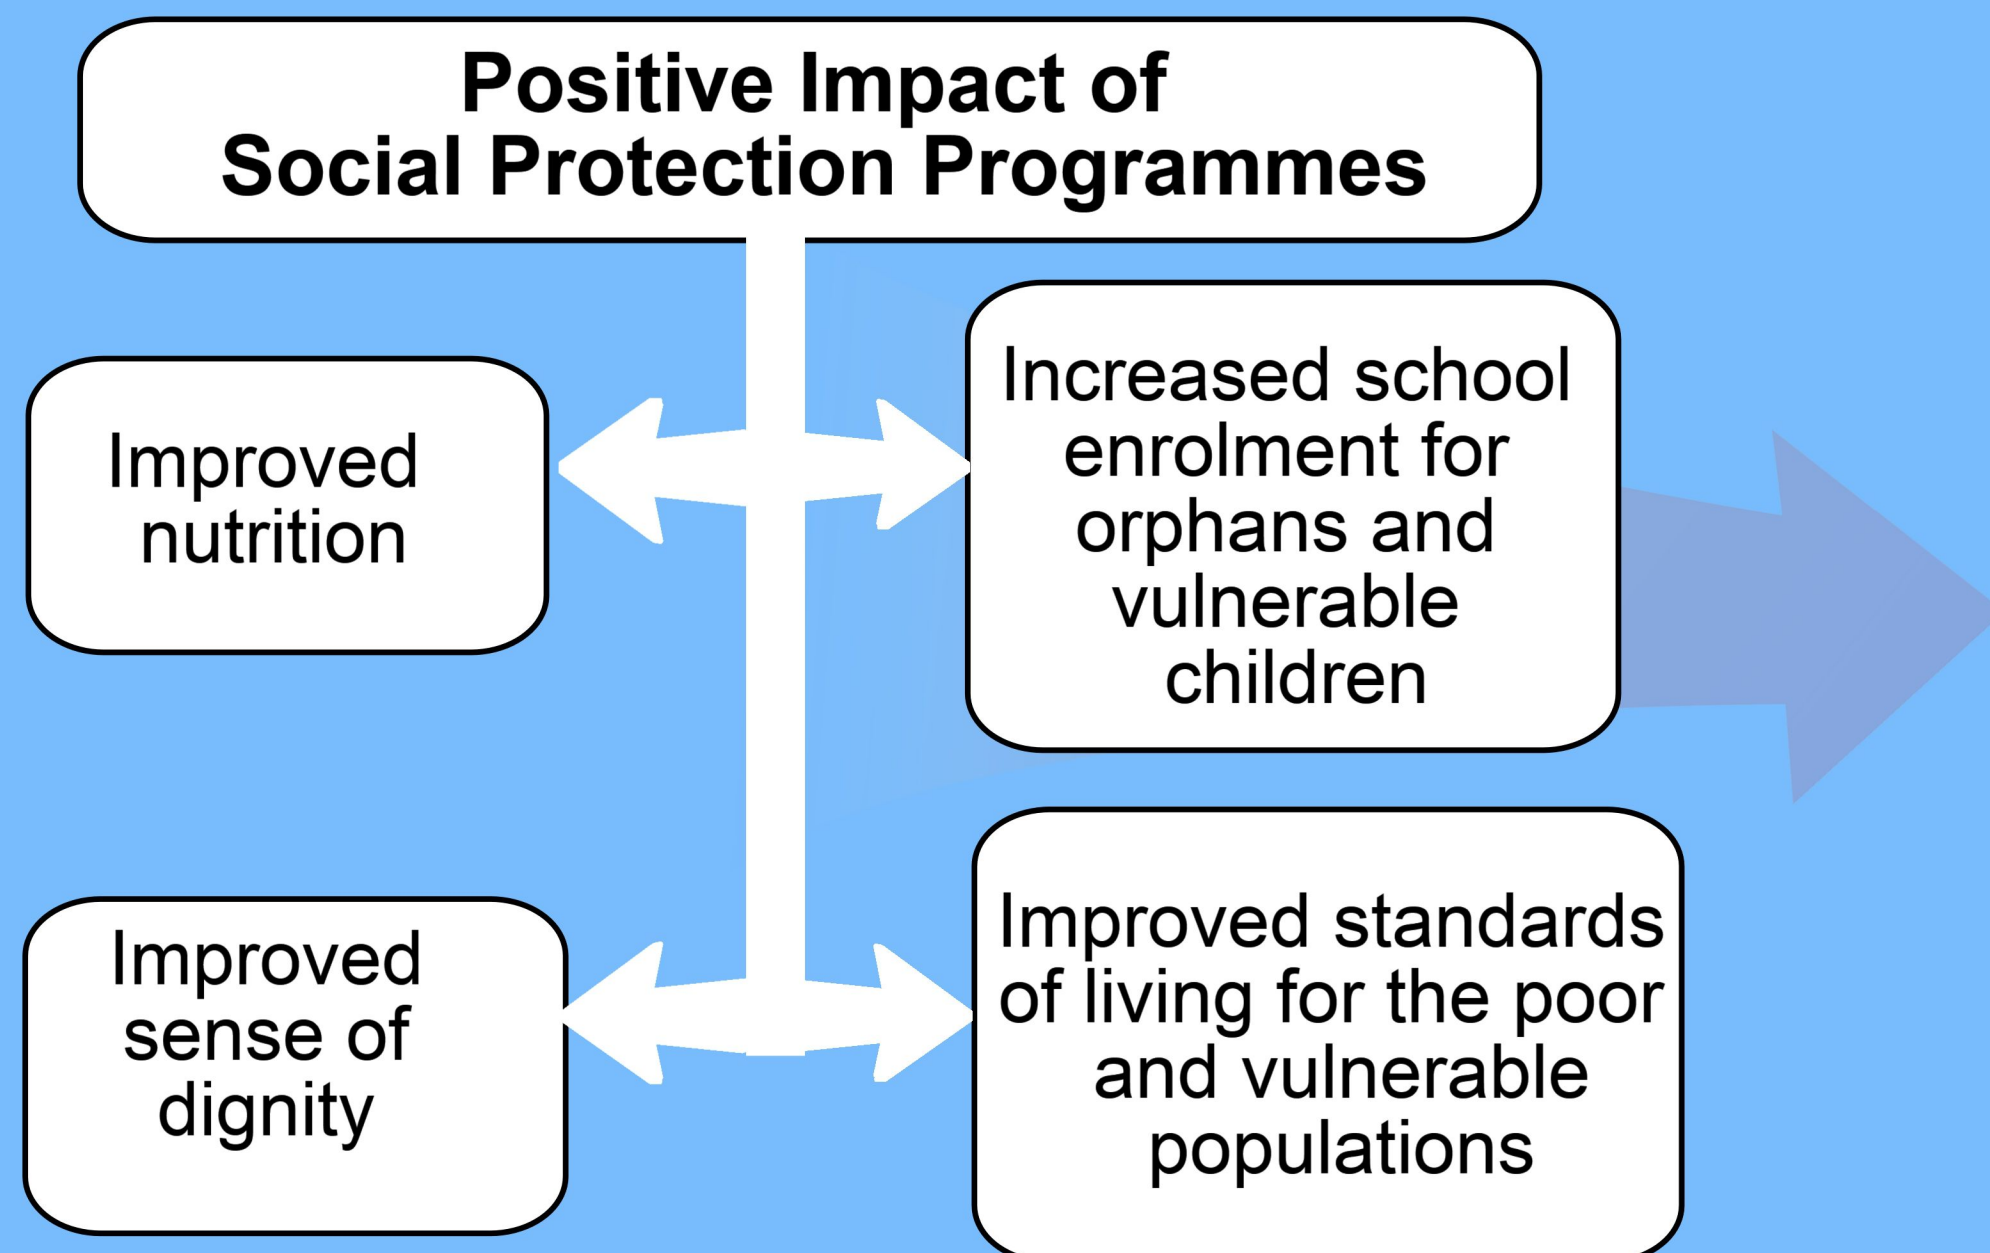 Positive Impact of
Social Protection Programmes
Improved
nutrition
Increased school
enrolment for
orphans and
vulnerable
children
Improved
sense of
dignity
Improved standards
of living for the poor
and vulnerable
populations